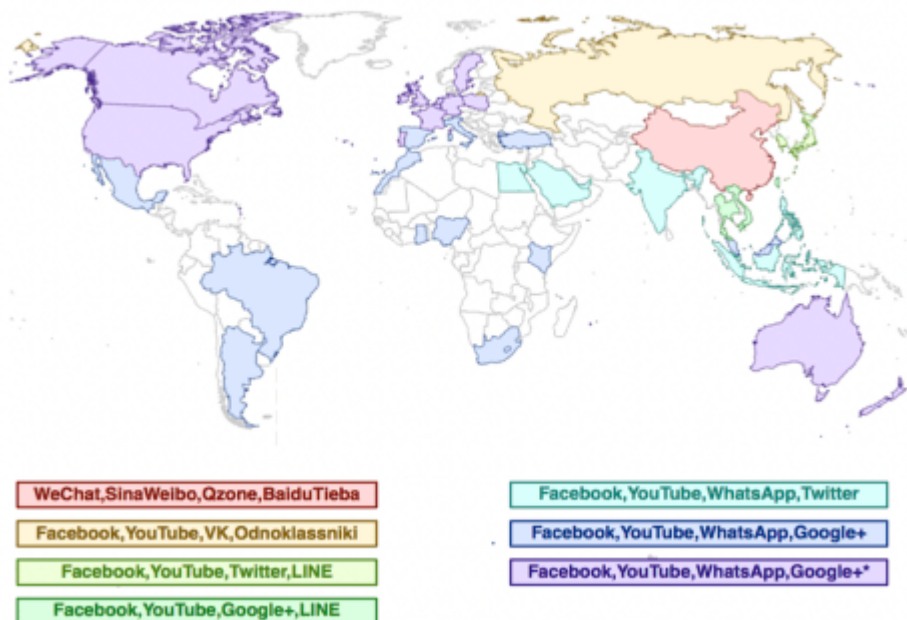 WeChat,SinaWeibo,Qzone,BaiduTieba
Facebook,YouTube,VK,Odnoklassniki
Facebook,YouTube,Twitter,LINE
Facebook,YouTube,Google+,LINE
Facebook,YouTube,WhatsApp,Twitter
Facebook,YouTube,WhatsApp,Google+
Facebook,YouTube,WhatsApp,Google+*